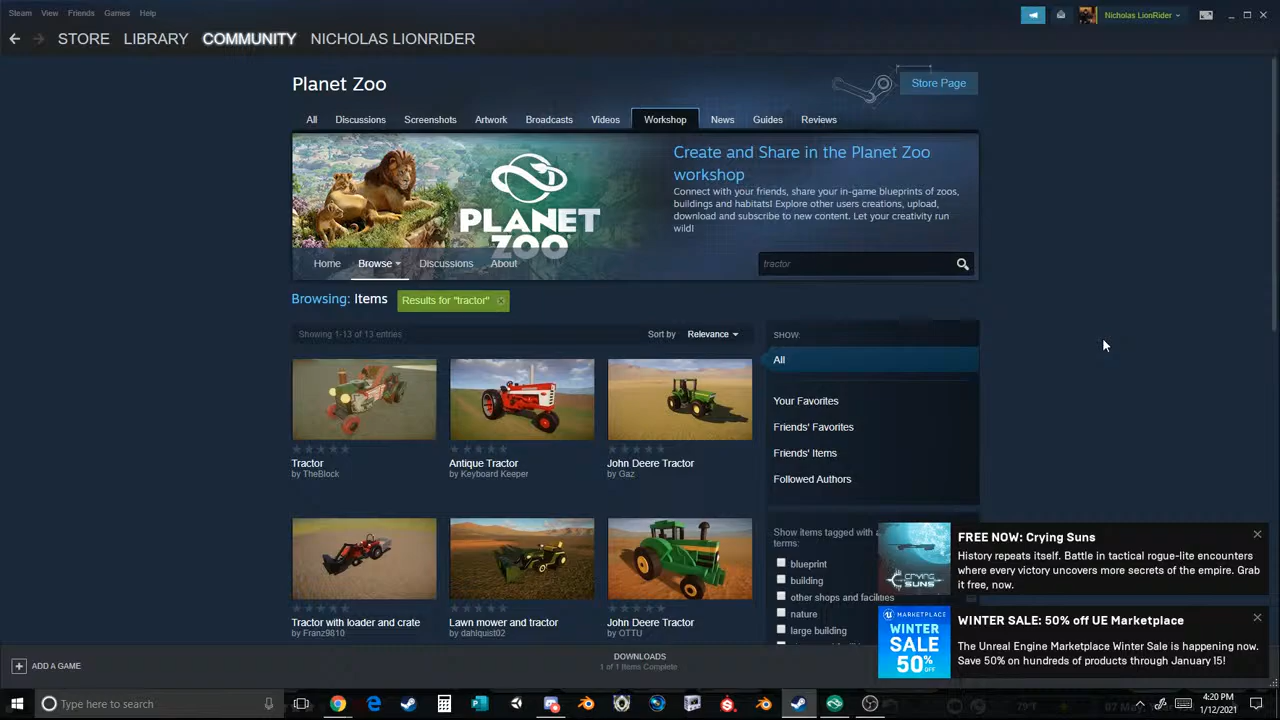 Steam View Friends Games Help
Nicholas LionRider
STORE LIBRARY COMMUNITY NICHOLAS LIONRIDER
Planet Zoo
Store Page
All Discussions Screenshots Artwork Broadcasts Videos Workshop News Guides Reviews
PLANET
ZOO
Create and Share in the Planet Zoo
workshop
Connect with your friends, share your in-game blueprints of zoos,
buildings and habitats! Explore other users creations, upload,
download and subscribe to new content. Let your creativity run
wild!
Home Browse Discussions About
tractor
Browsing: Items Results for "tractor" x
Showing 1-13 of 13 entries
Sort by Relevance
SHOW:
All
Your Favorites
Friends' Favorites
Friends' Items
Followed Authors
Tractor
by TheBlock
Antique Tractor
by Keyboard Keeper
John Deere Tractor
by Gaz
Tractor with loader and crate
by Franz9810
Lawn mower and tractor
by dahlquist02
John Deere Tractor
by OTTU
Show items tagged with
terms:
blueprint
building
other shops and facilities
nature
large building
CRYING
SUNS
FREE NOW: Crying Suns
History repeats itself. Battle in tactical rogue-lite encounters
where every victory uncovers more secrets of the empire. Grab
it free, now.
MARKETPLACE
WINTER
SALE
50%
OFF
WINTER SALE: 50% off UE Marketplace
The Unreal Engine Marketplace Winter Sale is happening now.
Save 50% on hundreds of products through January 15!
ADD A GAME
DOWNLOADS
1 of 1 Items Complete
Type here to search
4:20 PM
1/12/2021